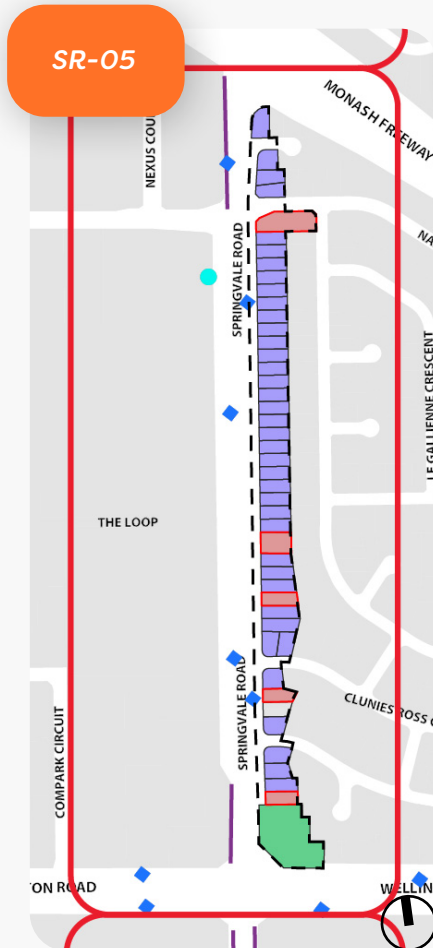 SR-05
MONASH FREEWAY
NEXUS COU
NA
SPRINGVALE ROAD
LE GALLIENNE CRESCENT
THE LOOP
SPRINGVALE ROAD
CLUNIES ROSS C
COMPARK CIRCUIT
TON ROAD
WELLIN